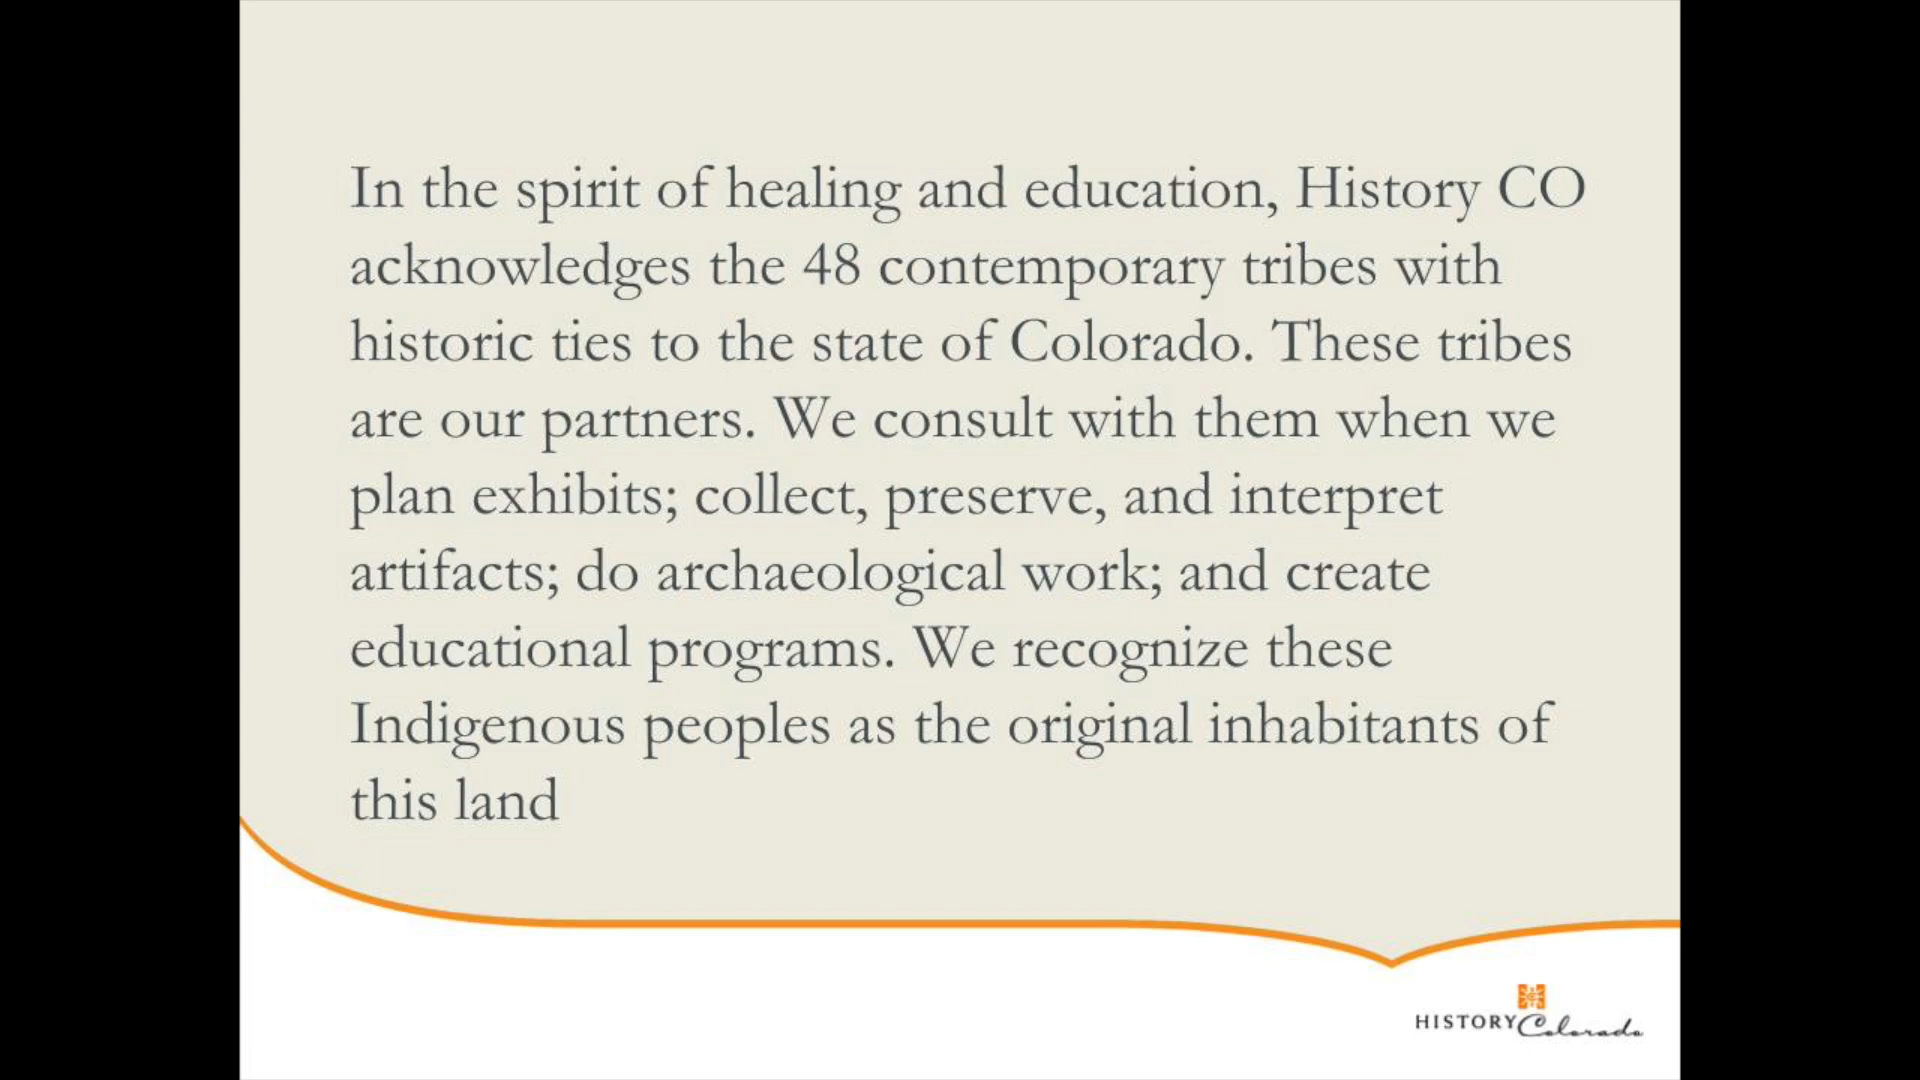 In the spirit of healing and education, History CO
acknowledges the 48 contemporary tribes with
historic ties to the state of Colorado. These tribes
are our partners. We consult with them when we
plan exhibits; collect, preserve, and interpret
artifacts; do archaeological work; and create
educational programs. We recognize these
Indigenous peoples as the original inhabitants of
this land
HISTORY Colorado